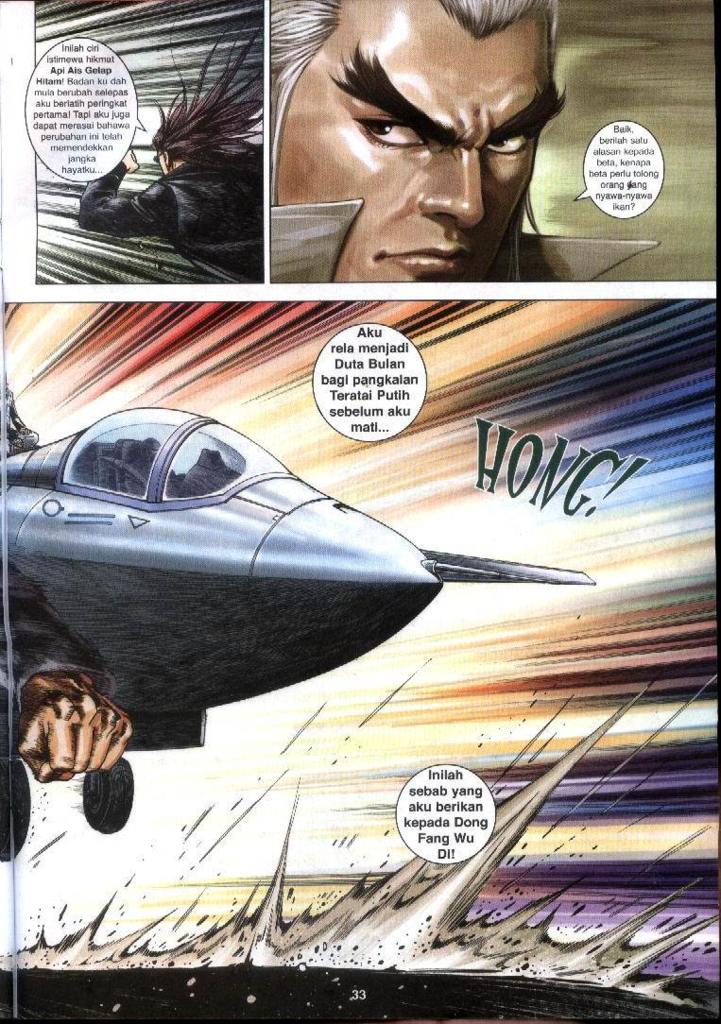 Inilah ciri
istimewa hikmat
Api Ais Gelap
Hitam! Badan ku dah
mula berubah selepas
aku berlatih peringkat
pertama! Tapi aku juga
dapat merasai bahawa
perubahan ini telah
memendekkan
jangka
hayatku...
Baik,
berilah satu
alasan kepada
beta, kenapa
beta perlu tolong
orang yang
nyawa-nyawa
ikan?
Aku
rela menjadi
Duta Bulan
bagi pangkalan
Teratai Putih
sebelum aku
mati...
HONG!
Inilah
sebab yang
aku berikan
kepada Dong
Fang Wu
Di!
33